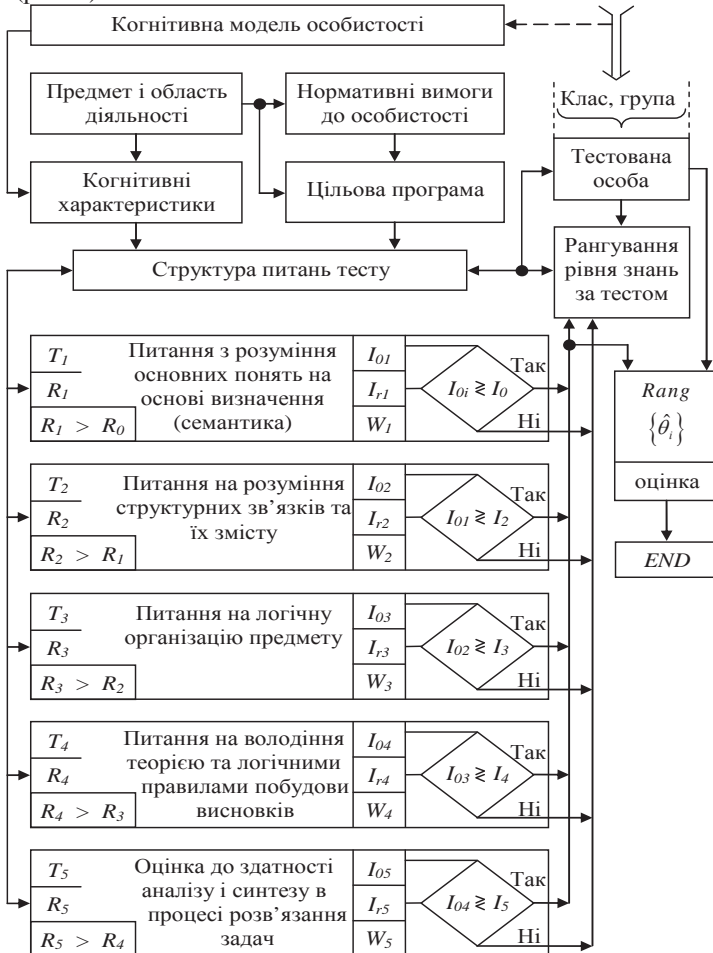 Когнітивна модель особистості
Предмет і область
діяльності
Нормативні вимоги
до особистості
Клас, група
Когнітивні
характеристики
Цільова програма
Тестована
особа
Структура питань тесту
Рангування
рівня знань
за тестом
T1
R1
R1 > R0
Питання з розуміння
основних понять на
основі визначення
(семантика)
I01
Ir1
W1
I0i ≷ I0
Так
Ні
Rang
{θ̂i}
оцінка
END
T2
R2
R2 > R1
Питання на розуміння
структурних зв’язків та
їх змісту
I02
Ir2
W2
I01 ≷ I2
Так
Ні
T3
R3
R3 > R2
Питання на логічну
організацію предмету
I03
Ir3
W3
I02 ≷ I3
Так
Ні
T4
R4
R4 > R3
Питання на володіння
теорією та логічними
правилами побудови
висновків
I04
Ir4
W4
I03 ≷ I4
Так
Ні
T5
R5
R5 > R4
Оцінка до здатності
аналізу і синтезу в
процесі розв’язання
задач
I05
Ir5
W5
I04 ≷ I5
Так
Ні